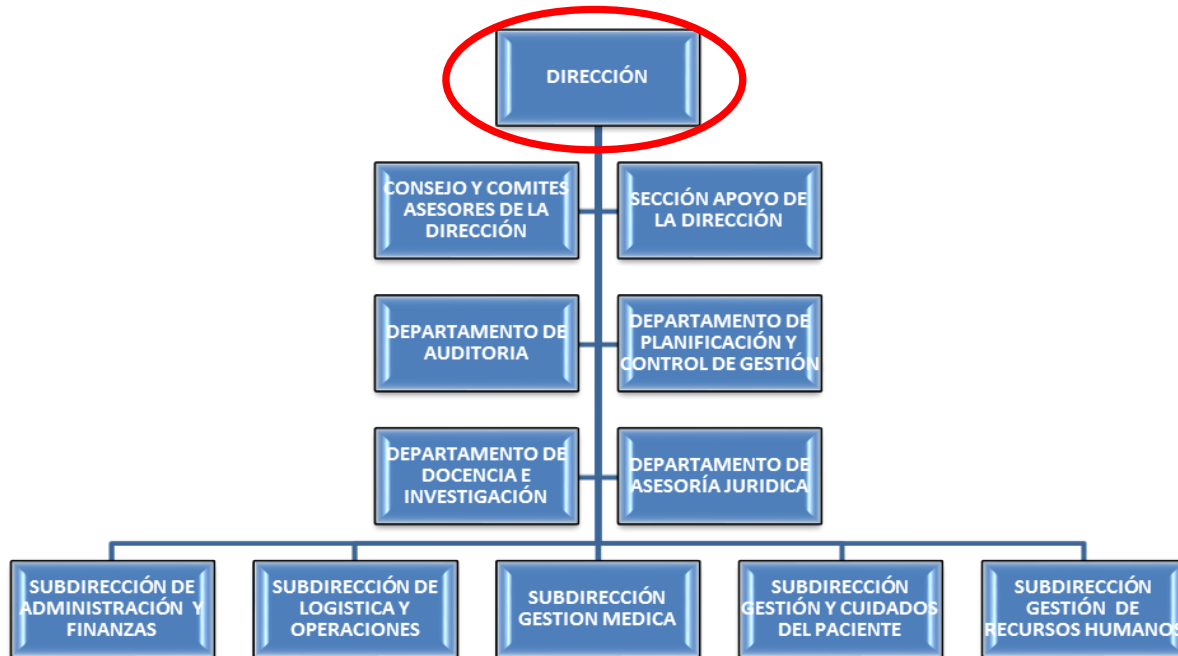 DIRECCIÓN
CONSEJO Y COMITES
ASESORES DE LA
DIRECCIÓN
SECCIÓN APOYO DE
LA DIRECCIÓN
DEPARTAMENTO DE
AUDITORIA
DEPARTAMENTO DE
PLANIFICACIÓN Y
CONTROL DE GESTIÓN
DEPARTAMENTO DE
DOCENCIA E
INVESTIGACIÓN
DEPARTAMENTO DE
ASESORÍA JURIDICA
SUBDIRECCIÓN DE
ADMINISTRACIÓN Y
FINANZAS
SUBDIRECCIÓN DE
LOGISTICA Y
OPERACIONES
SUBDIRECCIÓN
GESTION MEDICA
SUBDIRECCIÓN
GESTIÓN Y CUIDADOS
DEL PACIENTE
SUBDIRECCIÓN
GESTIÓN DE
RECURSOS HUMANOS